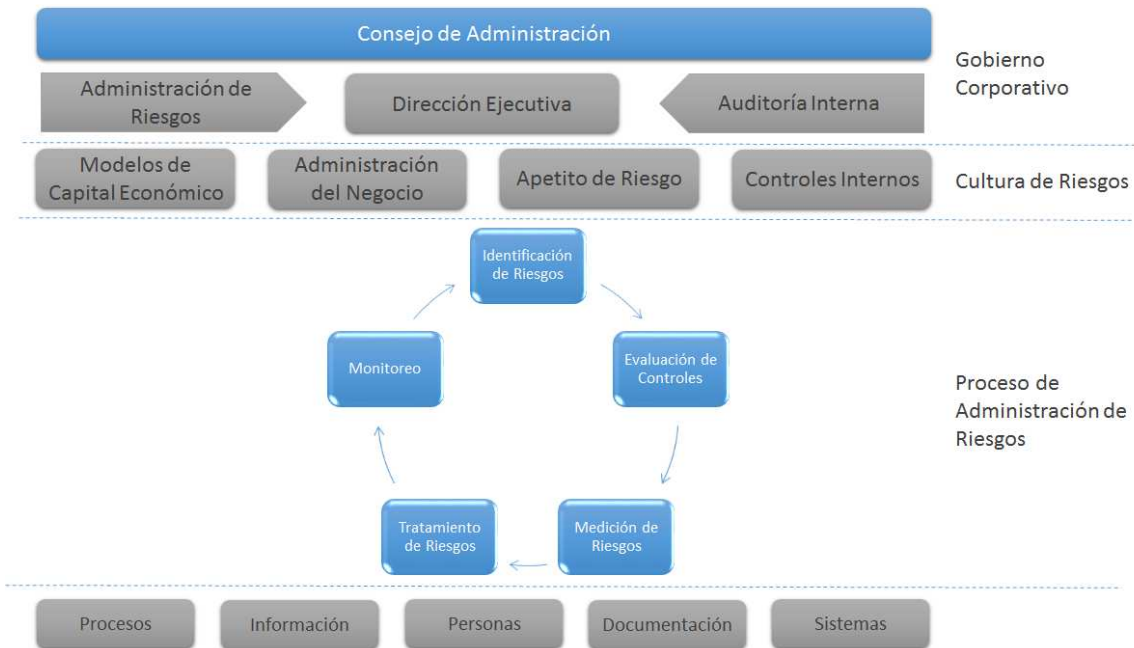 Consejo de Administración
Administración de
Riesgos
Dirección Ejecutiva
Auditoría Interna
Gobierno
Corporativo
Modelos de
Capital Económico
Administración
del Negocio
Apetito de Riesgo
Controles Internos
Cultura de Riesgos
Identificación
de Riesgos
Evaluación de
Controles
Medición de
Riesgos
Tratamiento
de Riesgos
Monitoreo
Proceso de
Administración de
Riesgos
Procesos
Información
Personas
Documentación
Sistemas